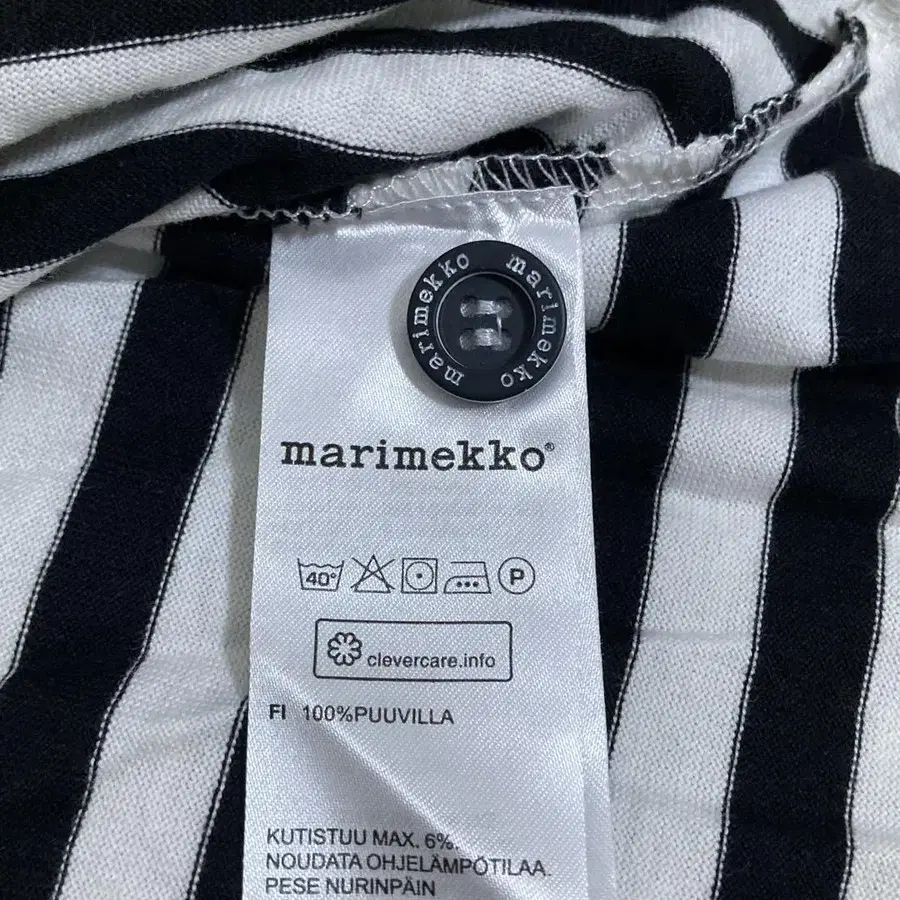 marimekko marimekko
marimekko®
40° P
clevercare.info
FI 100%PUUVILLA
KUTISTUU MAX. 6%.
NOUDATA OHJELÄMPÖTILAA.
PESE NURINPÄIN